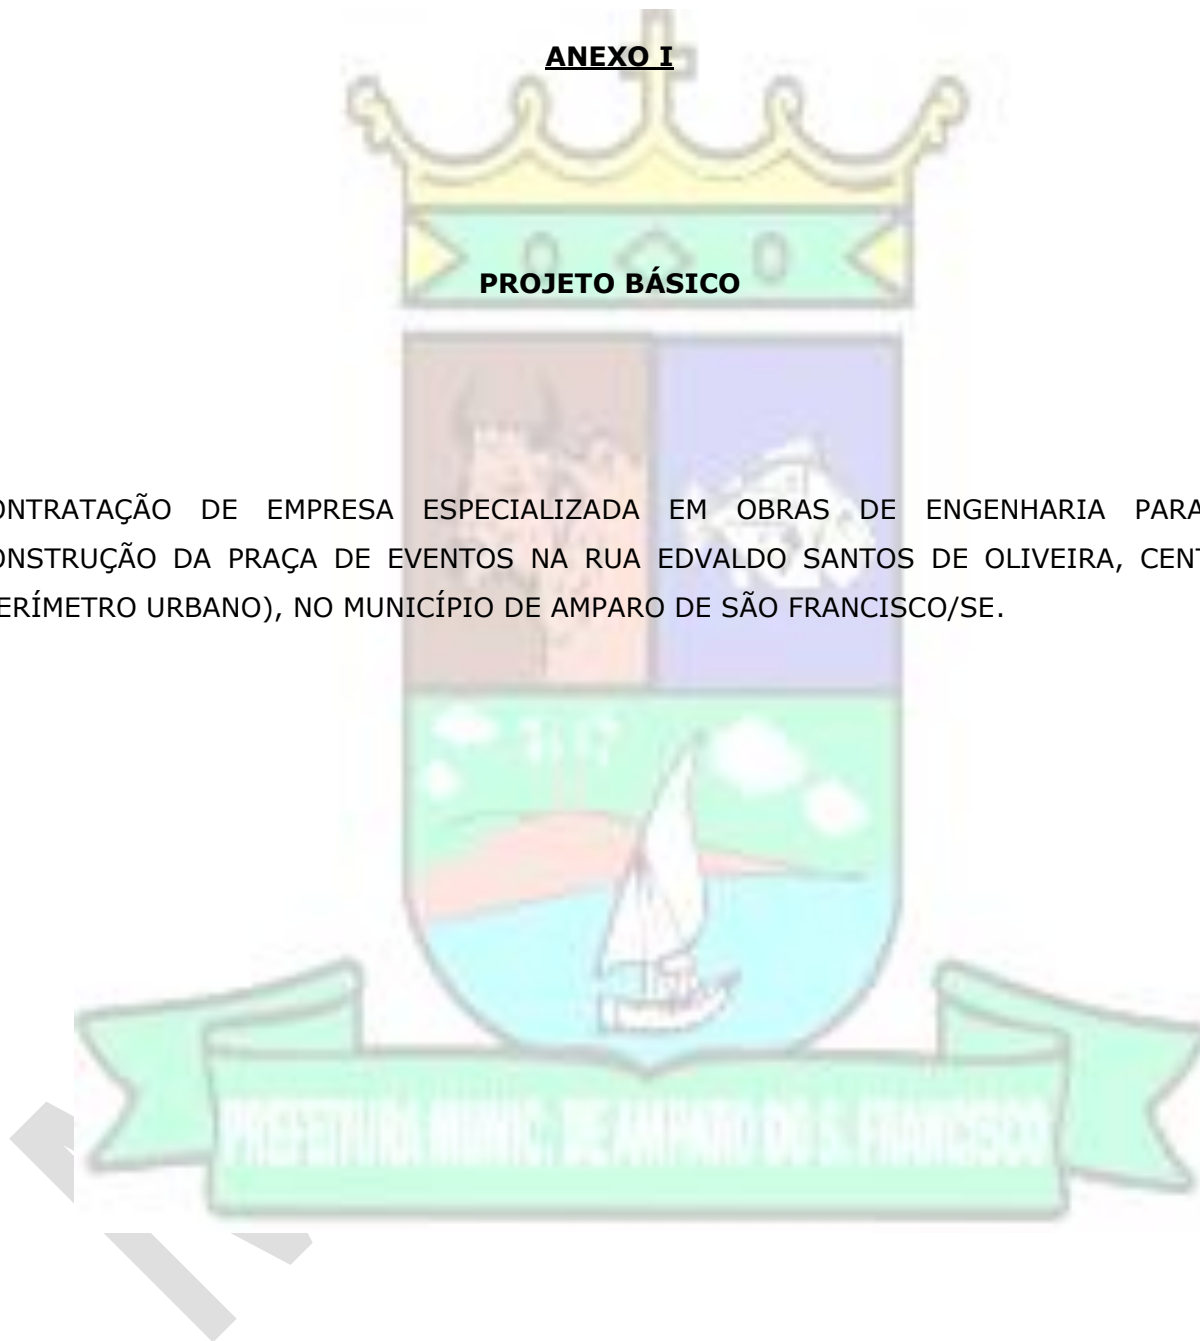 ANEXO I
PROJETO BÁSICO
ONTRATAÇÃO DE EMPRESA ESPECIALIZADA EM OBRAS DE ENGENHARIA PARA
ONSTRUÇÃO DA PRAÇA DE EVENTOS NA RUA EDVALDO SANTOS DE OLIVEIRA, CENT
ERÍMETRO URBANO), NO MUNICÍPIO DE AMPARO DE SÃO FRANCISCO/SE.
PREFEITURA MUNIC. DE AMPARO DO S. FRANCISCO